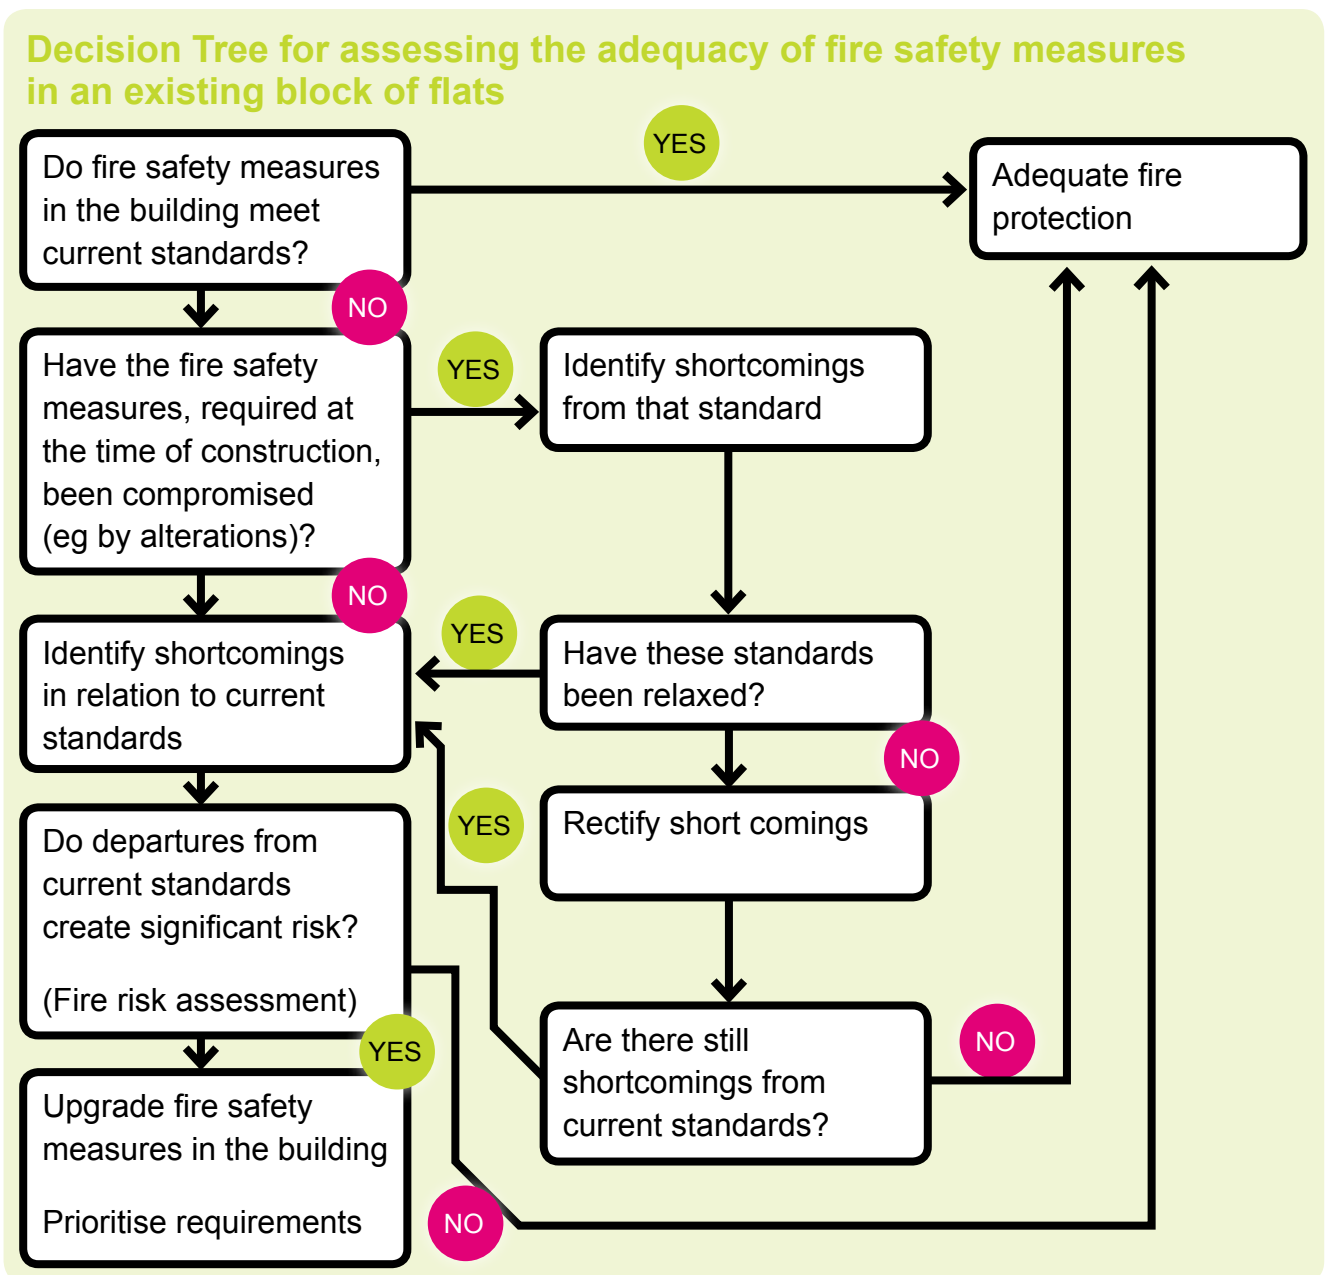 Decision Tree for assessing the adequacy of fire safety measures
in an existing block of flats
Do fire safety measures
in the building meet
current standards?
YES
Adequate fire
protection
NO
Have the fire safety
measures, required at
the time of construction,
been compromised
(eg by alterations)?
YES
Identify shortcomings
from that standard
NO
Identify shortcomings
in relation to current
standards
YES
Have these standards
been relaxed?
NO
Rectify short comings
YES
Do departures from
current standards
create significant risk?
(Fire risk assessment)
YES
Are there still
shortcomings from
current standards?
NO
Upgrade fire safety
measures in the building
Prioritise requirements
NO